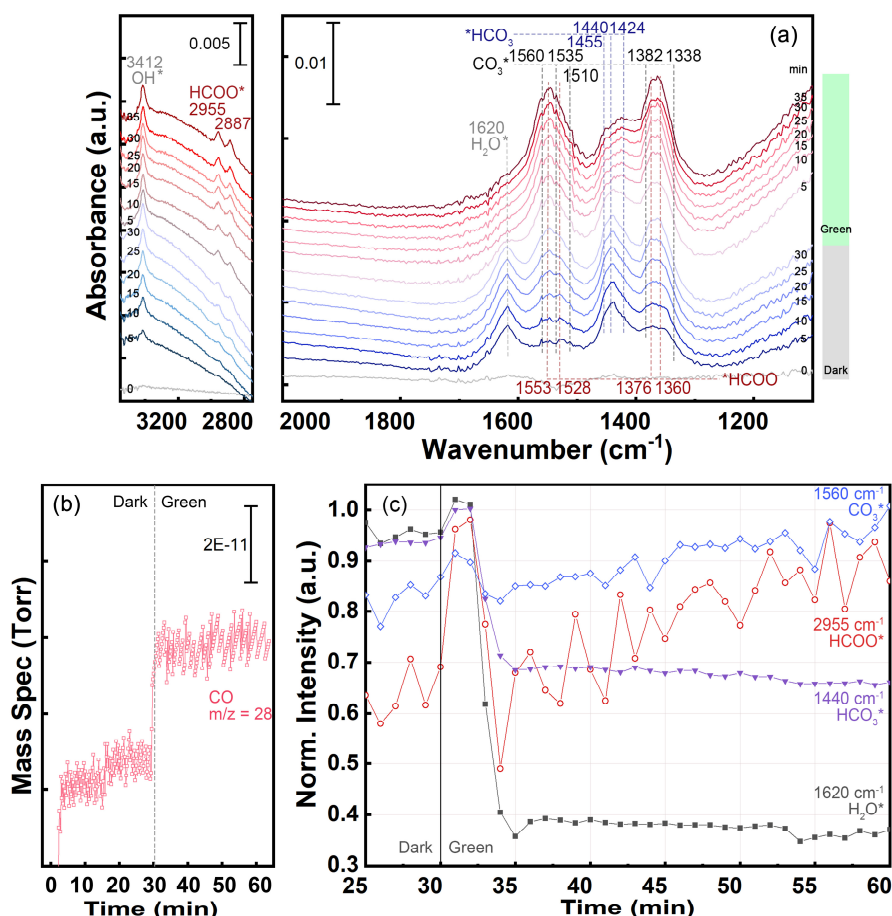 0.005
3412
OH*
HCOO*
2955
2887
35
30
25
20
15
10
5
30
25
20
15
10
5
0
3200 2800
Absorbance (a.u.)
(a)
0.01
*HCO3
1440 1424
1455
CO3*
1560 1535 1382 1338
1510
1620
H2O*
min
35
30
25
20
15
10
5
30
25
20
15
10
5
0
Green
Dark
1553 1528 1376 1360
*HCOO
2000 1800 1600 1400 1200
Wavenumber (cm-1)
(b)
Dark Green
2E-11
CO
m/z = 28
Mass Spec (Torr)
0 10 20 30 40 50 60
Time (min)
(c)
1560 cm-1
CO3*
2955 cm-1
HCOO*
1440 cm-1
HCO3*
1620 cm-1
H2O*
Dark Green
Norm. Intensity (a.u.)
1.0
0.9
0.8
0.7
0.6
0.5
0.4
0.3
25 30 35 40 45 50 55 60
Time (min)